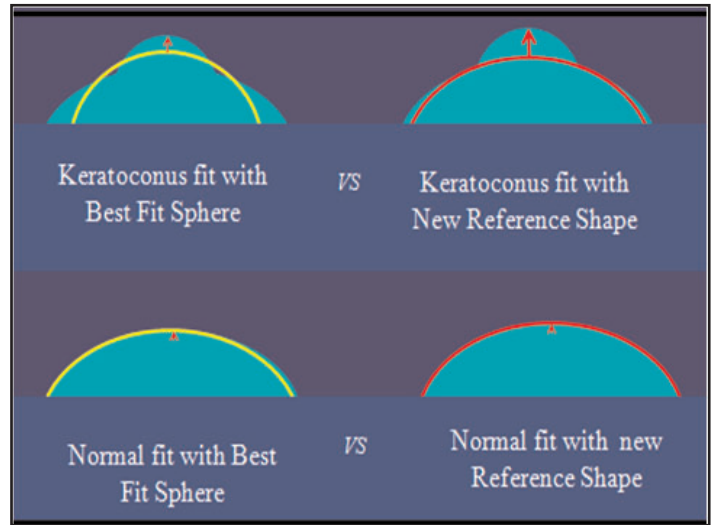 Keratoconus fit with
Best Fit Sphere
VS
Keratoconus fit with
New Reference Shape
Normal fit with Best
Fit Sphere
VS
Normal fit with new
Reference Shape